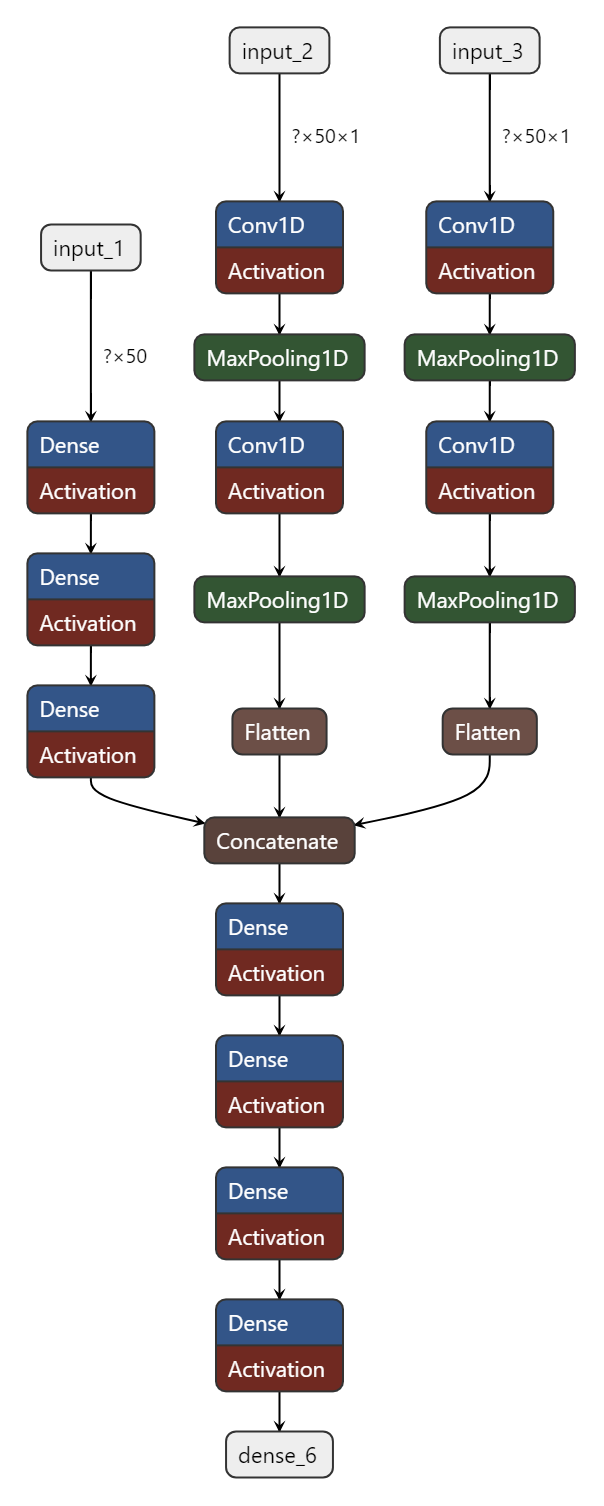 input_2
input_3
?×50×1
?×50×1
input_1
Conv1D
Activation
Conv1D
Activation
?×50
MaxPooling1D
MaxPooling1D
Dense
Activation
Conv1D
Activation
Conv1D
Activation
Dense
Activation
MaxPooling1D
MaxPooling1D
Dense
Activation
Flatten
Flatten
Concatenate
Dense
Activation
Dense
Activation
Dense
Activation
Dense
Activation
dense_6